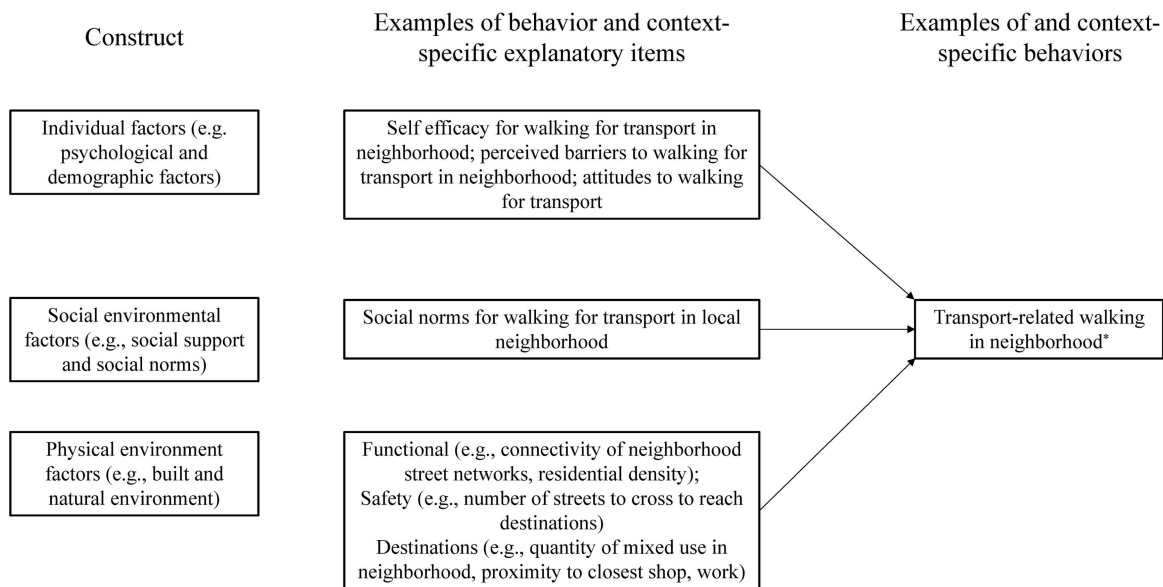 Construct
Examples of behavior and context-
specific explanatory items
Examples of and context-
specific behaviors
Individual factors (e.g.
psychological and
demographic factors)
Self efficacy for walking for transport in
neighborhood; perceived barriers to walking for
transport in neighborhood; attitudes to walking
for transport
Social environmental
factors (e.g., social support
and social norms)
Social norms for walking for transport in local
neighborhood
Transport-related walking
in neighborhood*
Physical environment
factors (e.g., built and
natural environment)
Functional (e.g., connectivity of neighborhood
street networks, residential density);
Safety (e.g., number of streets to cross to reach
destinations)
Destinations (e.g., quantity of mixed use in
neighborhood, proximity to closest shop, work)